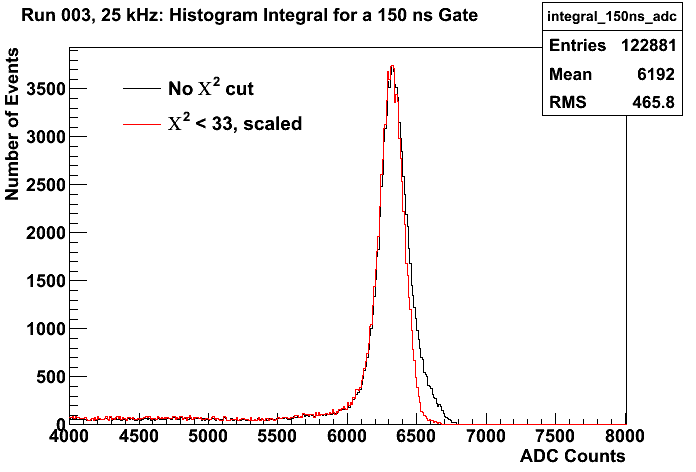 Run 003, 25 kHz: Histogram Integral for a 150 ns Gate
integral_150ns_adc
Entries 122881
Mean 6192
RMS 465.8
No Χ² cut
Χ² < 33, scaled
Number of Events
3500
3000
2500
2000
1500
1000
500
0
4000 4500 5000 5500 6000 6500 7000 7500 8000
ADC Counts